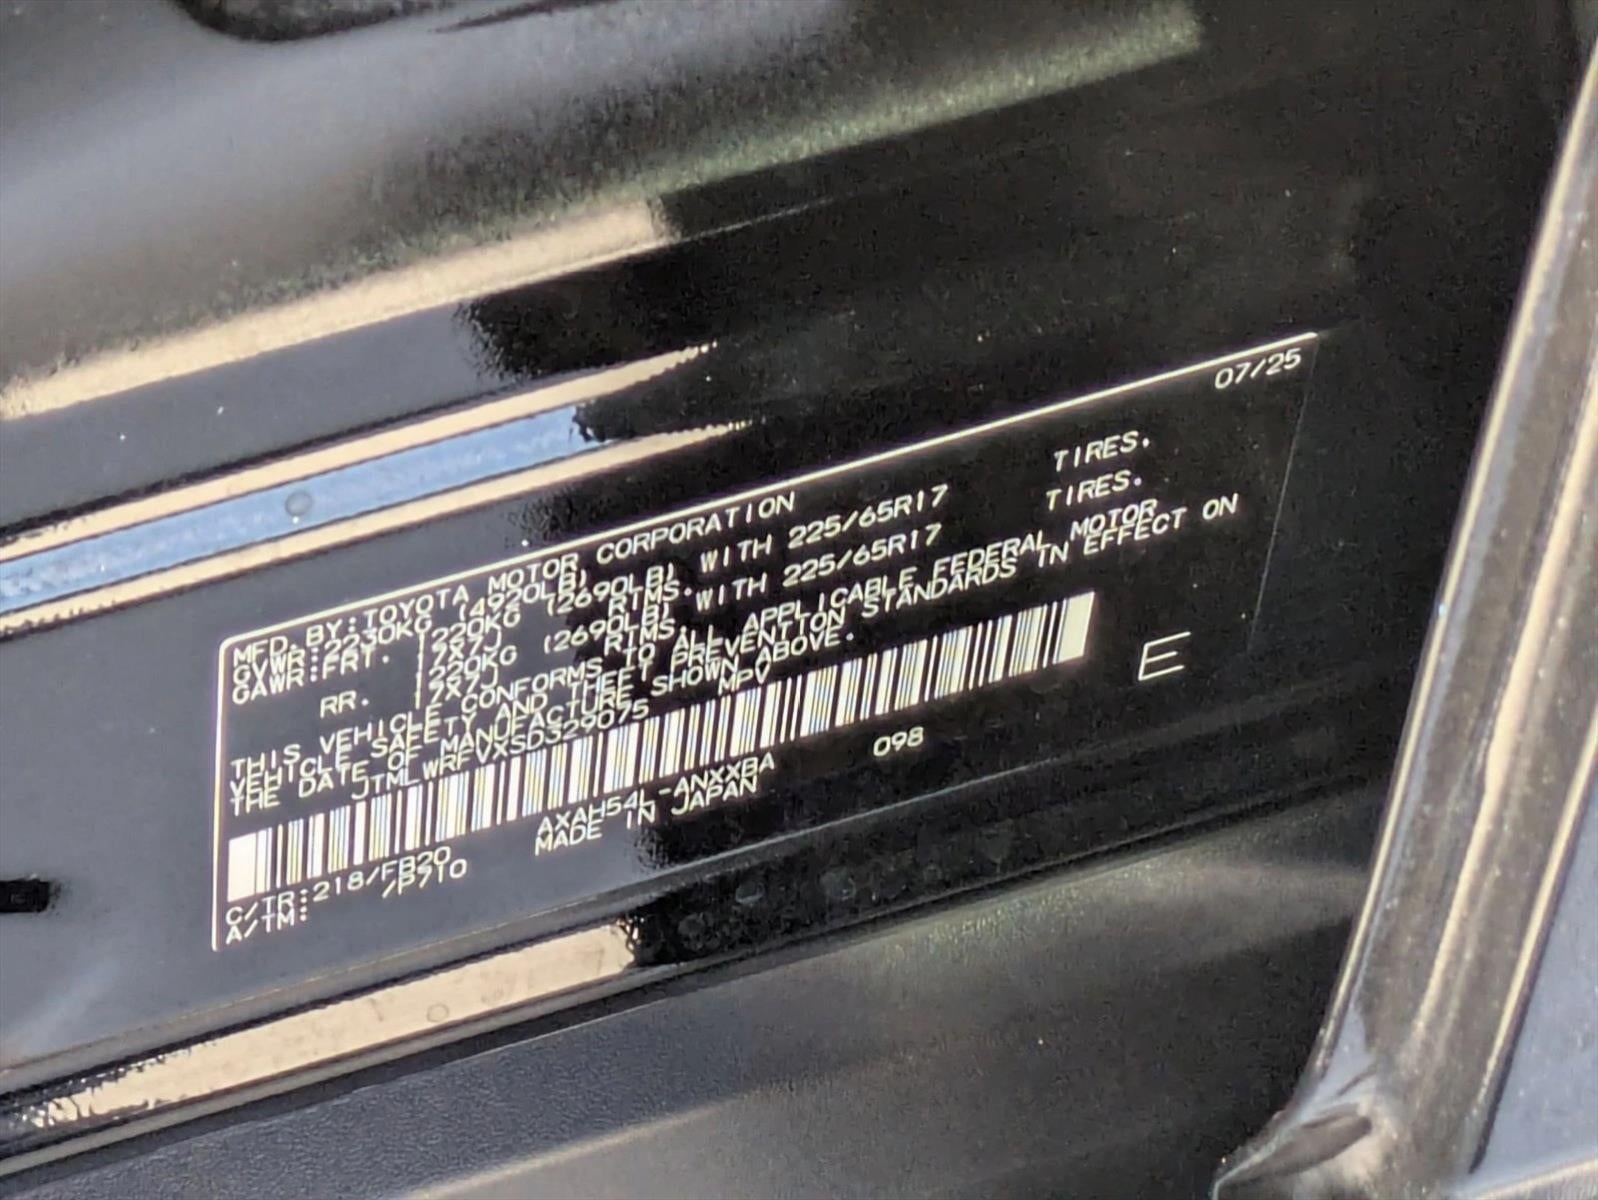 MFD. BY:TOYOTA MOTOR CORPORATION 07/25
GVWR:2230KG (4920LB)
GAWR:FRT. 1220KG (2690LB) WITH 225/65R17 TIRES.
17X7J RIMS.
RR. 1220KG (2690LB) WITH 225/65R17 TIRES.
17X7J RIMS.
THIS VEHICLE CONFORMS TO ALL APPLICABLE FEDERAL MOTOR
VEHICLE SAFETY AND THEFT PREVENTION STANDARDS IN EFFECT ON
THE DATE OF MANUFACTURE SHOWN ABOVE.
JTMLWRFVXSD329075 MPV
E
C/TR:218/FB20 AXAH54L-ANXXBA 098
A/TM: /P710 MADE IN JAPAN